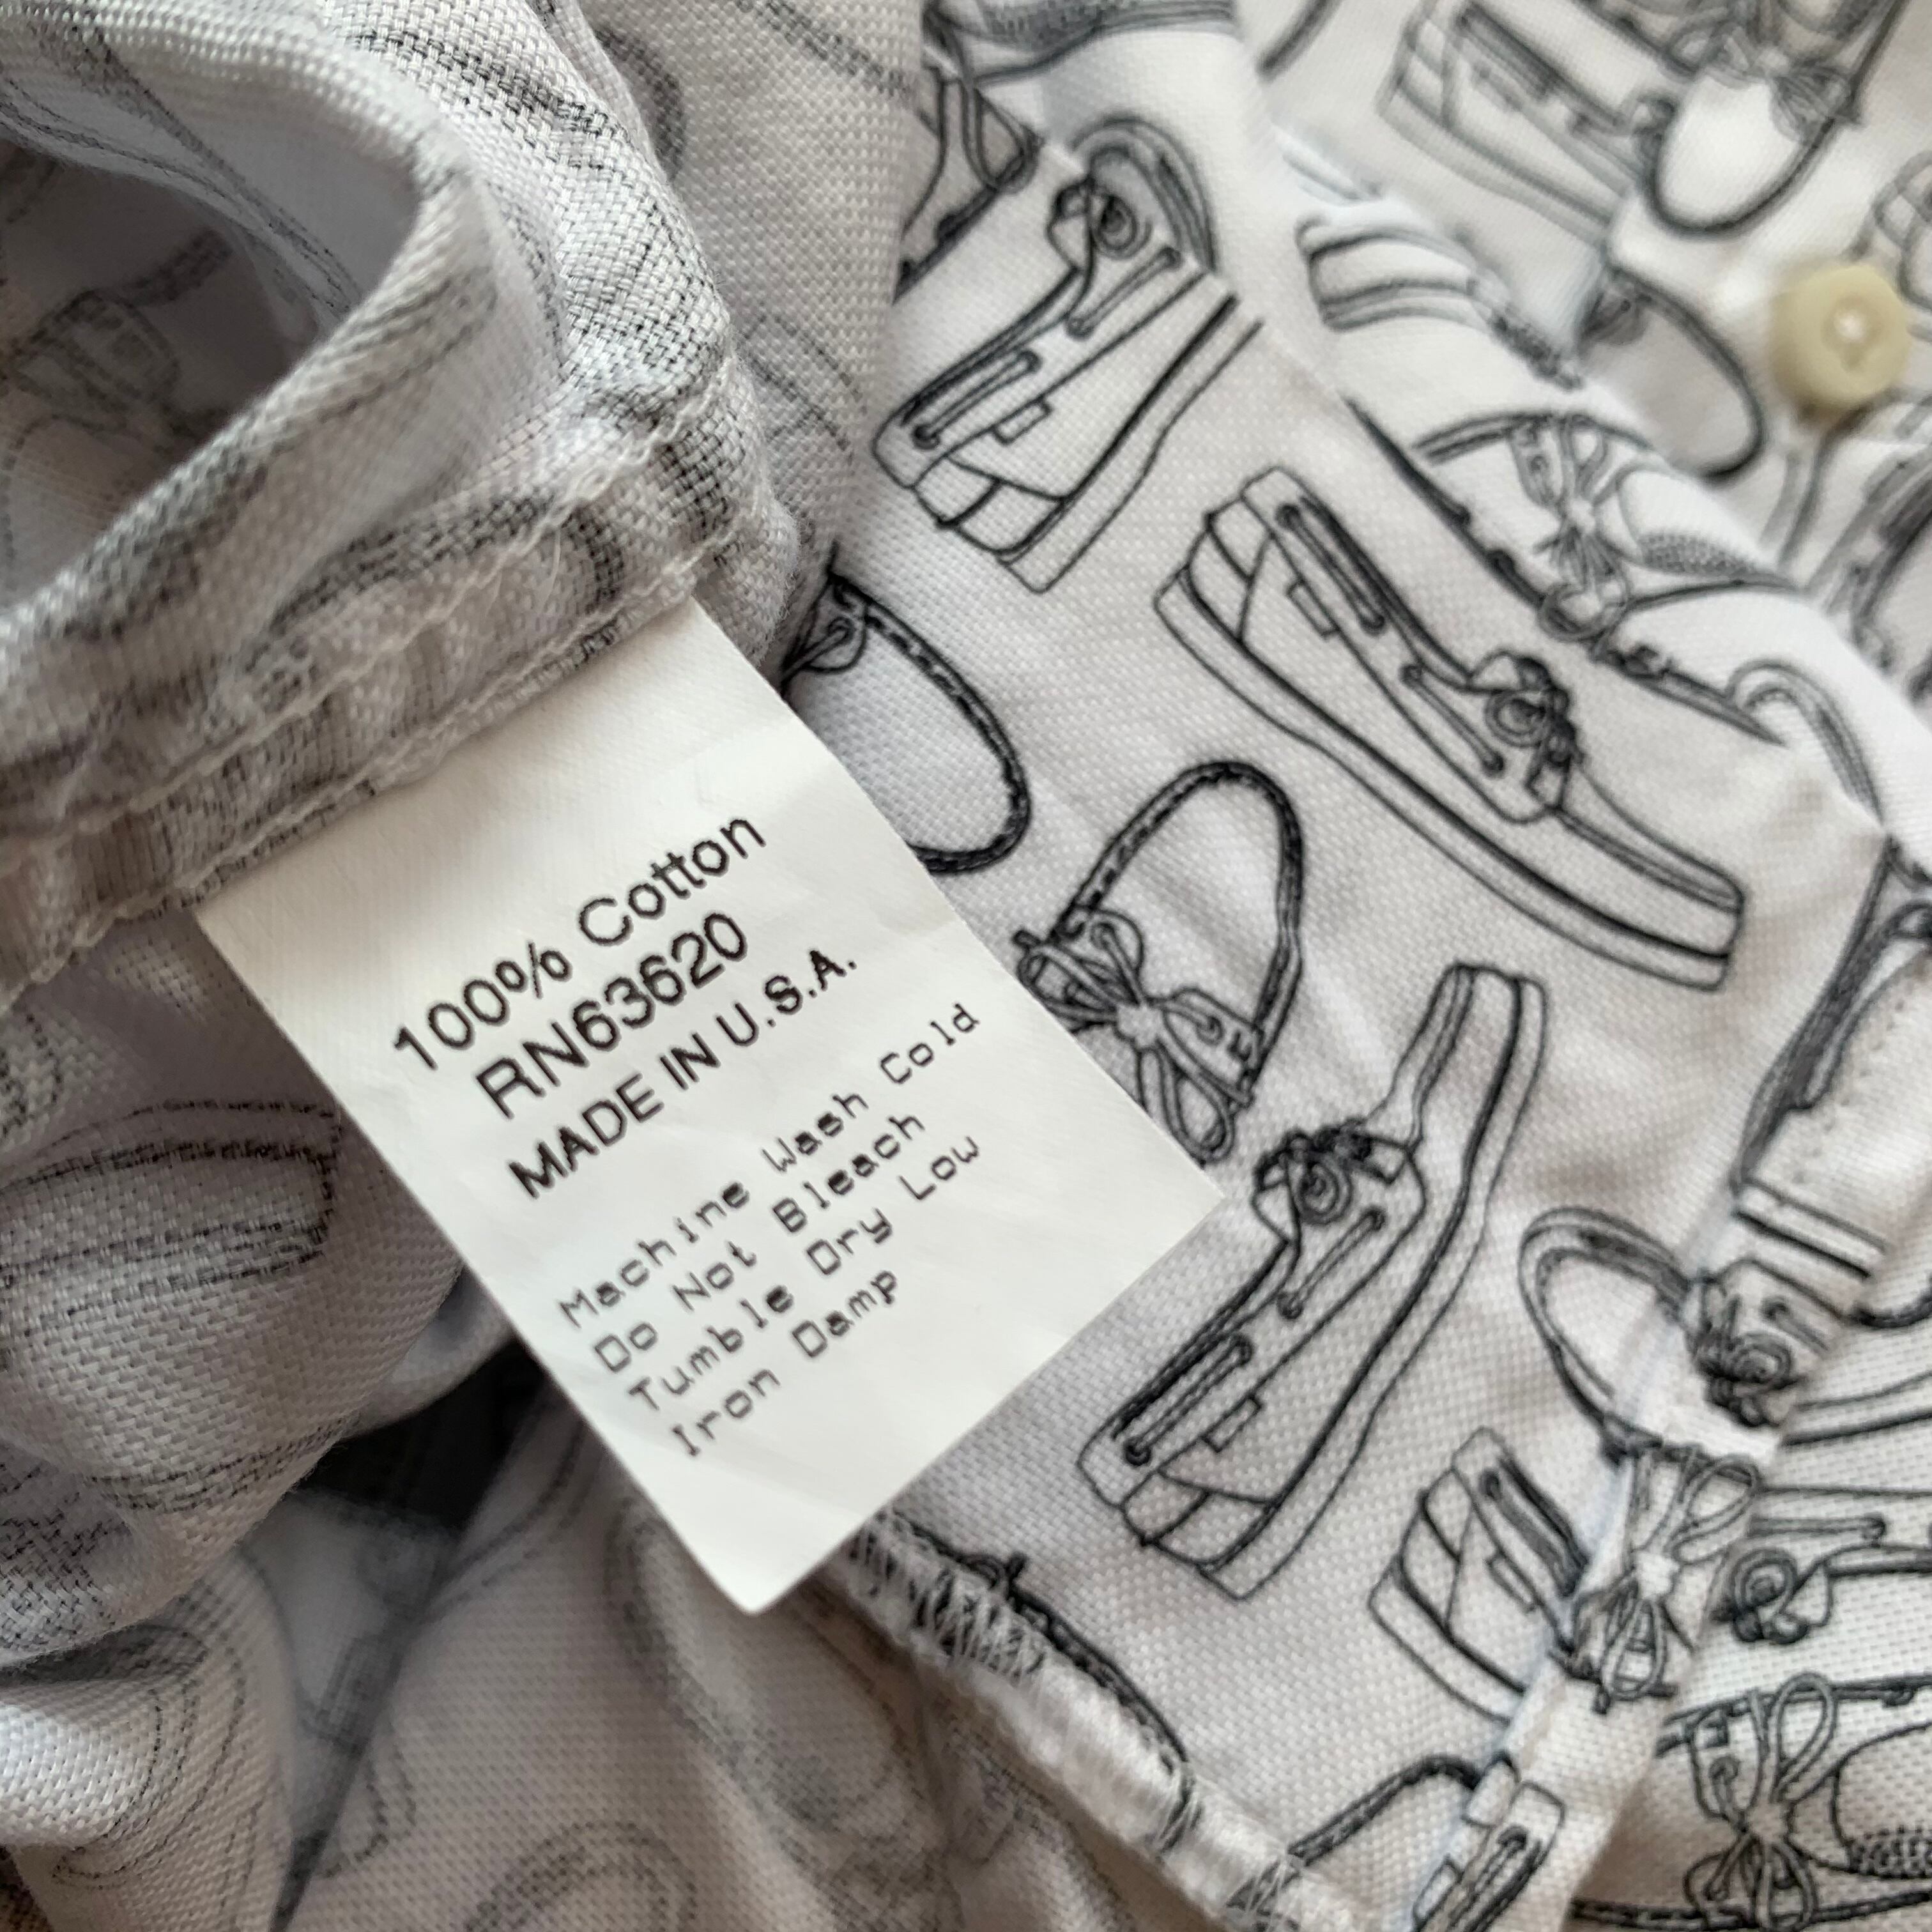 100% Cotton
RN63620
MADE IN U.S.A.
Machine Wash Cold
Do Not Bleach
Tumble Dry Low
Iron Damp